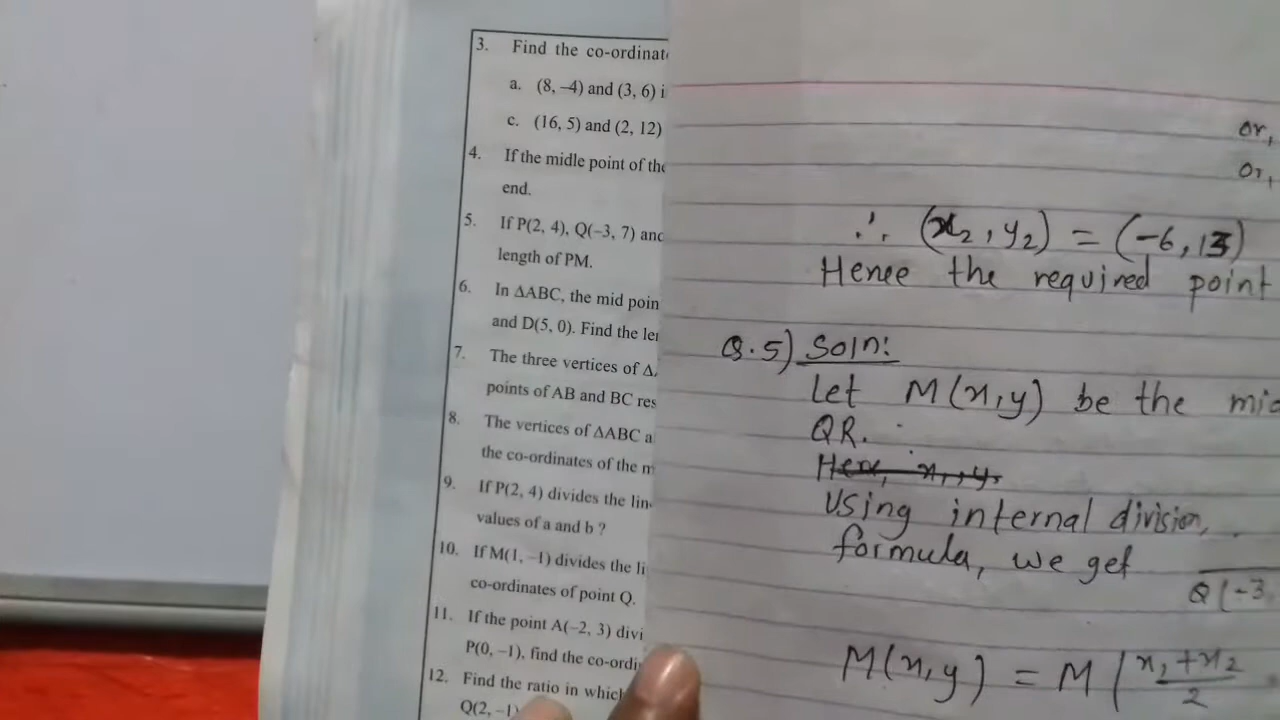 3. Find the co-ordinat
a. (8, –4) and (3, 6) i
c. (16, 5) and (2, 12)
4. If the midle point of the
end.
5. If P(2, 4), Q(–3, 7) and
length of PM.
6. In ΔABC, the mid poin
and D(5, 0). Find the le
7. The three vertices of Δ
points of AB and BC res
8. The vertices of ΔABC a
the co-ordinates of the m
9. If P(2, 4) divides the lin
values of a and b ?
10. If M(1, –1) divides the li
co-ordinates of point Q.
11. If the point A(–2, 3) divi
P(0, –1), find the co-ordi
12. Find the ratio in which
Q(2, –1)
or,
or,
∴ (x₂, y₂) = (-6, 13)
Hence the required point
Q.5) Soln:
Let M(x, y) be the mid
QR.
Here, x₁, y₁
Using internal division
formula, we get
Q(-3
M(x, y) = M(x₁+x₂/2